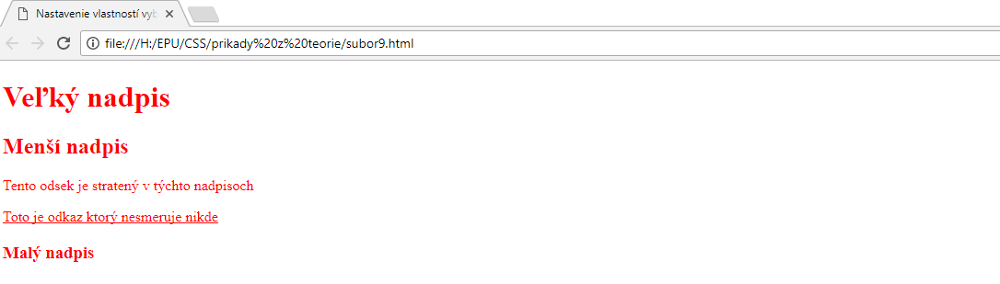 Nastavenie vlastností vyb
file:///H:/EPU/CSS/prikady%20z%20teorie/subor9.html
Veľký nadpis
Menší nadpis
Tento odsek je stratený v týchto nadpisoch
Toto je odkaz ktorý nesmeruje nikde
Malý nadpis